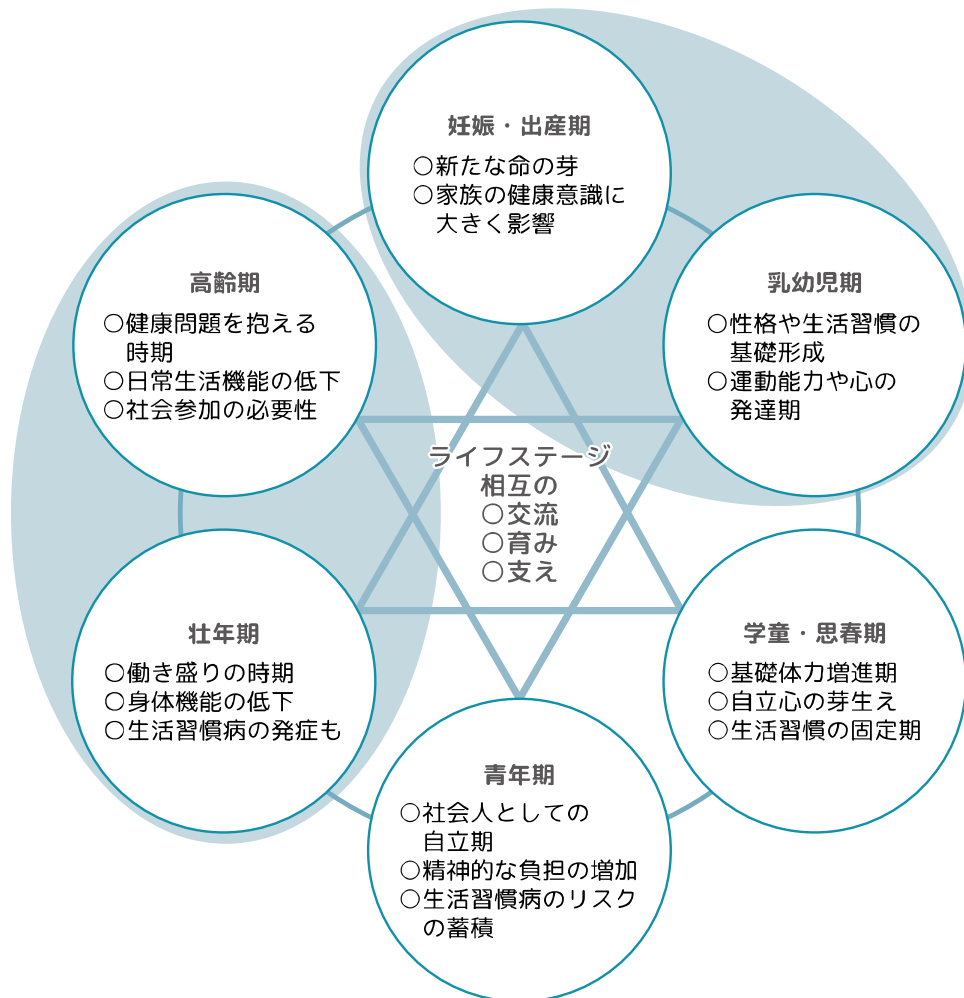 妊娠・出産期
○新たな命の芽
○家族の健康意識に
大きく影響
乳幼児期
○性格や生活習慣の
基礎形成
○運動能力や心の
発達期
学童・思春期
○基礎体力増進期
○自立心の芽生え
○生活習慣の固定期
青年期
○社会人としての
自立期
○精神的な負担の増加
○生活習慣病のリスク
の蓄積
壮年期
○働き盛りの時期
○身体機能の低下
○生活習慣病の発症も
高齢期
○健康問題を抱える
時期
○日常生活機能の低下
○社会参加の必要性
ライフステージ
相互の
○交流
○育み
○支え